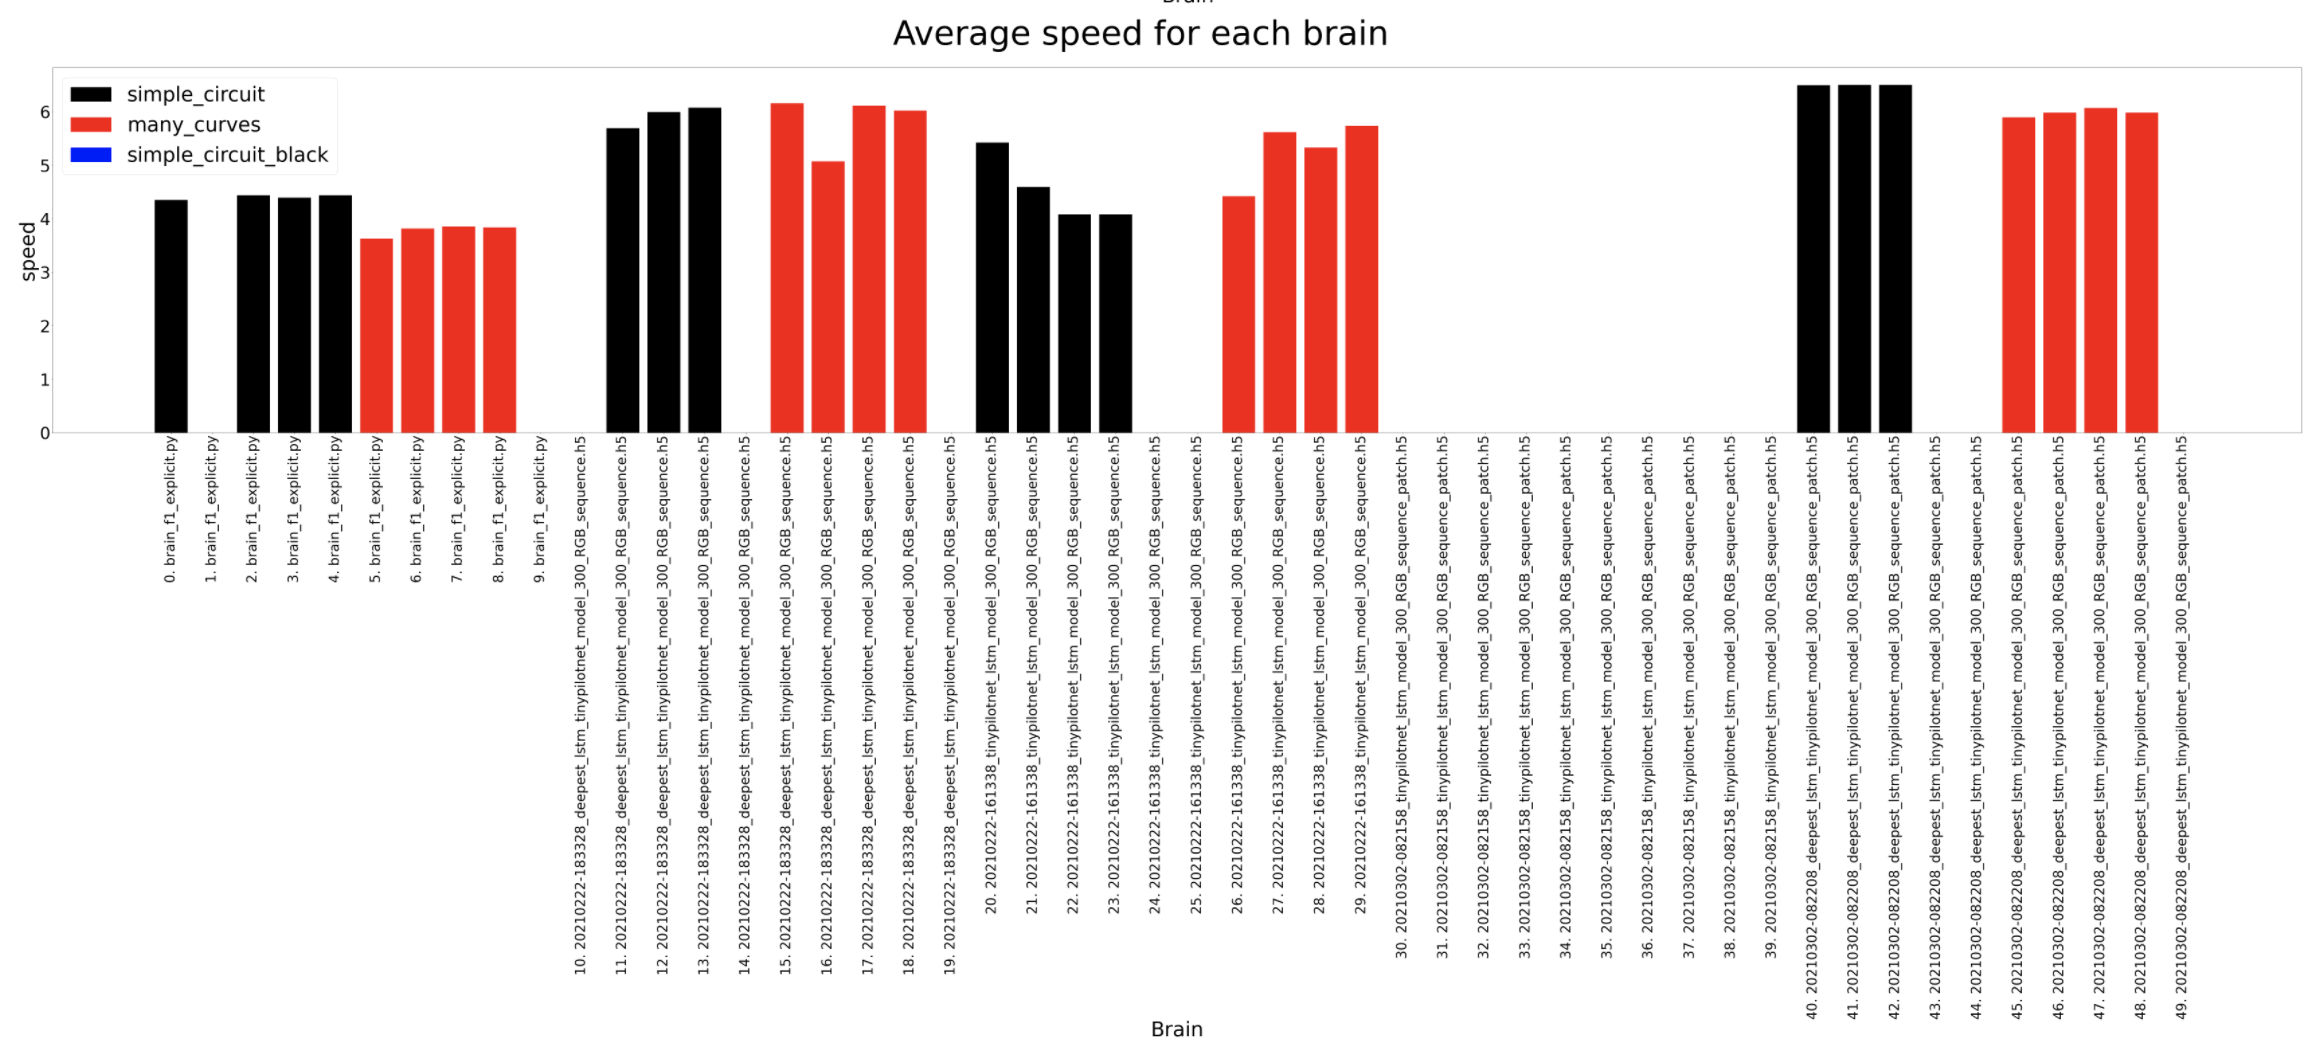 Brain
Average speed for each brain
simple_circuit
many_curves
simple_circuit_black
speed
6
5
4
3
2
1
0
0. brain_f1_explicit.py
1. brain_f1_explicit.py
2. brain_f1_explicit.py
3. brain_f1_explicit.py
4. brain_f1_explicit.py
5. brain_f1_explicit.py
6. brain_f1_explicit.py
7. brain_f1_explicit.py
8. brain_f1_explicit.py
9. brain_f1_explicit.py
10. 20210222-183328_deepest_lstm_tinypilotnet_model_300_RGB_sequence.h5
11. 20210222-183328_deepest_lstm_tinypilotnet_model_300_RGB_sequence.h5
12. 20210222-183328_deepest_lstm_tinypilotnet_model_300_RGB_sequence.h5
13. 20210222-183328_deepest_lstm_tinypilotnet_model_300_RGB_sequence.h5
14. 20210222-183328_deepest_lstm_tinypilotnet_model_300_RGB_sequence.h5
15. 20210222-183328_deepest_lstm_tinypilotnet_model_300_RGB_sequence.h5
16. 20210222-183328_deepest_lstm_tinypilotnet_model_300_RGB_sequence.h5
17. 20210222-183328_deepest_lstm_tinypilotnet_model_300_RGB_sequence.h5
18. 20210222-183328_deepest_lstm_tinypilotnet_model_300_RGB_sequence.h5
19. 20210222-183328_deepest_lstm_tinypilotnet_model_300_RGB_sequence.h5
20. 20210222-161338_tinypilotnet_lstm_model_300_RGB_sequence.h5
21. 20210222-161338_tinypilotnet_lstm_model_300_RGB_sequence.h5
22. 20210222-161338_tinypilotnet_lstm_model_300_RGB_sequence.h5
23. 20210222-161338_tinypilotnet_lstm_model_300_RGB_sequence.h5
24. 20210222-161338_tinypilotnet_lstm_model_300_RGB_sequence.h5
25. 20210222-161338_tinypilotnet_lstm_model_300_RGB_sequence.h5
26. 20210222-161338_tinypilotnet_lstm_model_300_RGB_sequence.h5
27. 20210222-161338_tinypilotnet_lstm_model_300_RGB_sequence.h5
28. 20210222-161338_tinypilotnet_lstm_model_300_RGB_sequence.h5
29. 20210222-161338_tinypilotnet_lstm_model_300_RGB_sequence.h5
30. 20210302-082158_tinypilotnet_lstm_model_300_RGB_sequence_patch.h5
31. 20210302-082158_tinypilotnet_lstm_model_300_RGB_sequence_patch.h5
32. 20210302-082158_tinypilotnet_lstm_model_300_RGB_sequence_patch.h5
33. 20210302-082158_tinypilotnet_lstm_model_300_RGB_sequence_patch.h5
34. 20210302-082158_tinypilotnet_lstm_model_300_RGB_sequence_patch.h5
35. 20210302-082158_tinypilotnet_lstm_model_300_RGB_sequence_patch.h5
36. 20210302-082158_tinypilotnet_lstm_model_300_RGB_sequence_patch.h5
37. 20210302-082158_tinypilotnet_lstm_model_300_RGB_sequence_patch.h5
38. 20210302-082158_tinypilotnet_lstm_model_300_RGB_sequence_patch.h5
39. 20210302-082158_tinypilotnet_lstm_model_300_RGB_sequence_patch.h5
40. 20210302-082208_deepest_lstm_tinypilotnet_model_300_RGB_sequence_patch.h5
41. 20210302-082208_deepest_lstm_tinypilotnet_model_300_RGB_sequence_patch.h5
42. 20210302-082208_deepest_lstm_tinypilotnet_model_300_RGB_sequence_patch.h5
43. 20210302-082208_deepest_lstm_tinypilotnet_model_300_RGB_sequence_patch.h5
44. 20210302-082208_deepest_lstm_tinypilotnet_model_300_RGB_sequence_patch.h5
45. 20210302-082208_deepest_lstm_tinypilotnet_model_300_RGB_sequence_patch.h5
46. 20210302-082208_deepest_lstm_tinypilotnet_model_300_RGB_sequence_patch.h5
47. 20210302-082208_deepest_lstm_tinypilotnet_model_300_RGB_sequence_patch.h5
48. 20210302-082208_deepest_lstm_tinypilotnet_model_300_RGB_sequence_patch.h5
49. 20210302-082208_deepest_lstm_tinypilotnet_model_300_RGB_sequence_patch.h5
Brain